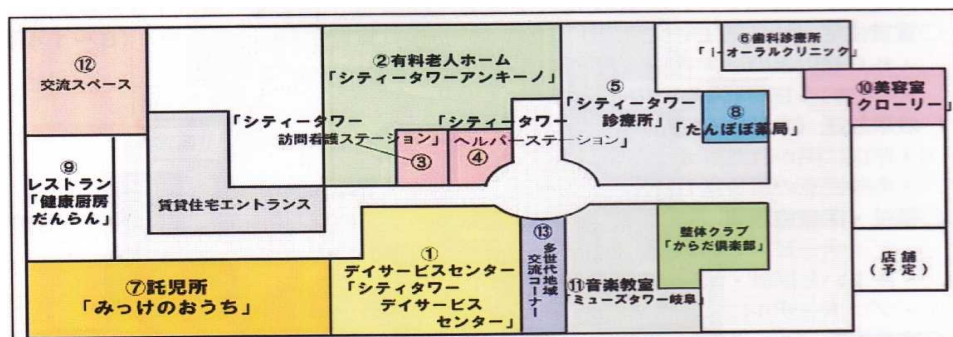 ⑫
交流スペース
②有料老人ホーム
「シティータワーアンキーノ」
⑥歯科診療所
「i-オーラルクリニック」
⑤
「シティータワー
診療所」
⑧
「たんぽぽ薬局」
⑩美容室
「クローリー」
「シティータワー
訪問看護ステーション」
③
「シティータワー
ヘルパーステーション」
④
⑨
レストラン
「健康厨房
だんらん」
賃貸住宅エントランス
⑦託児所
「みっけのおうち」
①
デイサービスセンター
「シティタワー
デイサービス
センター」
⑬
多世代地域
交流コーナー
⑪音楽教室
「ミューズタワー岐阜」
整体クラブ
「からだ倶楽部」
店舗
(予定)